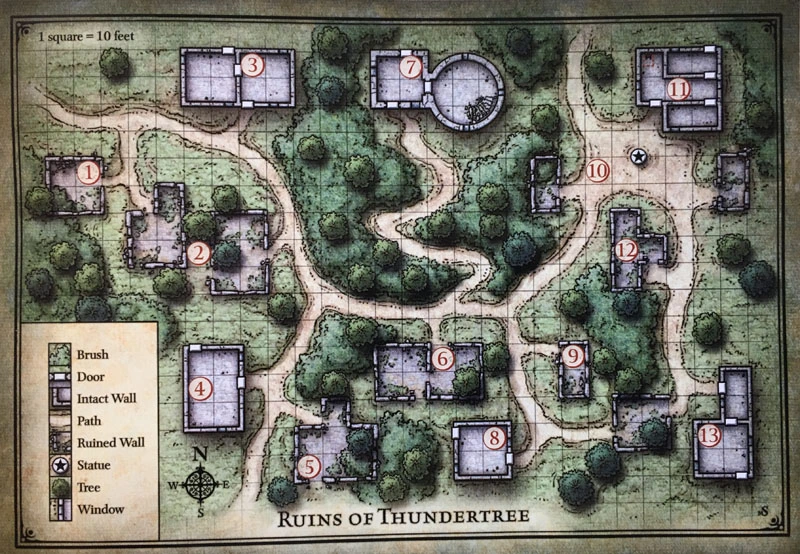 1 square = 10 feet
3
7
11
1
10
2
12
6
9
4
8
13
5
Brush
Door
Intact Wall
Path
Ruined Wall
Statue
Tree
Window
N
W
E
S
RUINS OF THUNDERTREE